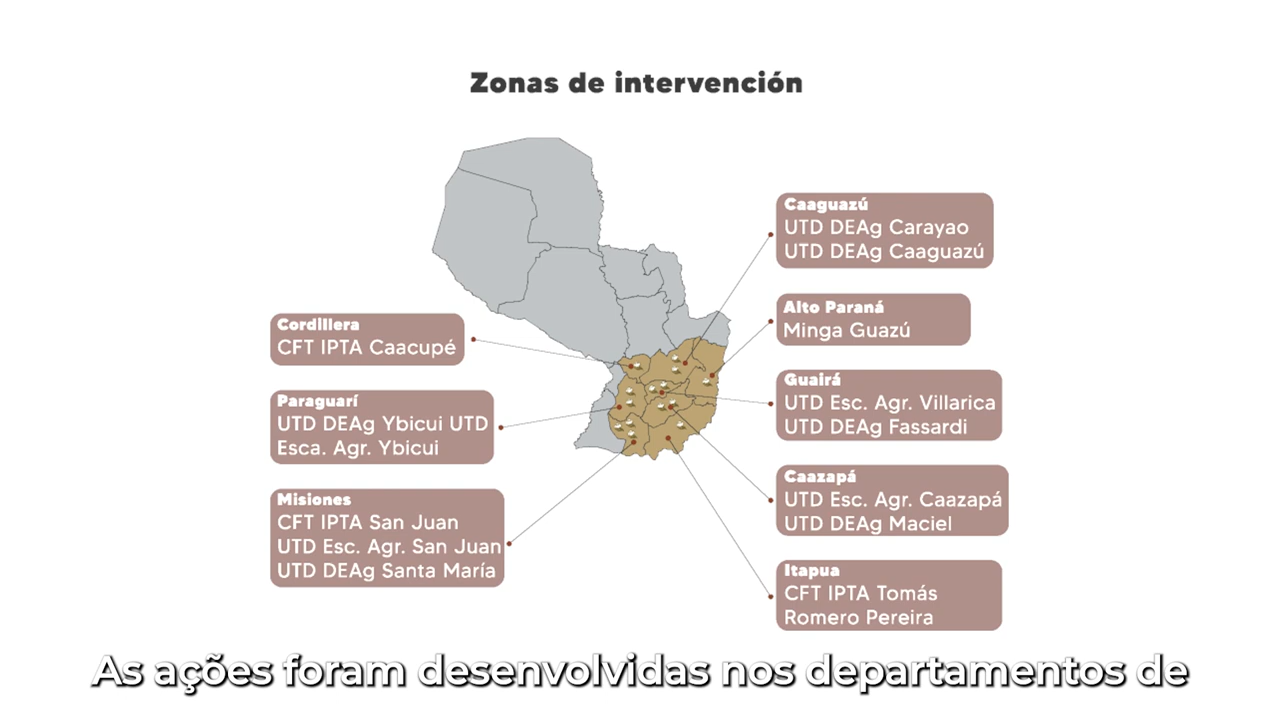 Zonas de intervención
Cordillera
CFT IPTA Caacupé
Paraguarí
UTD DEAg Ybicui UTD
Esca. Agr. Ybicui
Misiones
CFT IPTA San Juan
UTD Esc. Agr. San Juan
UTD DEAg Santa María
Caaguazú
UTD DEAg Carayao
UTD DEAg Caaguazú
Alto Paraná
Minga Guazú
Guairá
UTD Esc. Agr. Villarica
UTD DEAg Fassardi
Caazapá
UTD Esc. Agr. Caazapá
UTD DEAg Maciel
Itapua
CFT IPTA Tomás
Romero Pereira
As ações foram desenvolvidas nos departamentos de